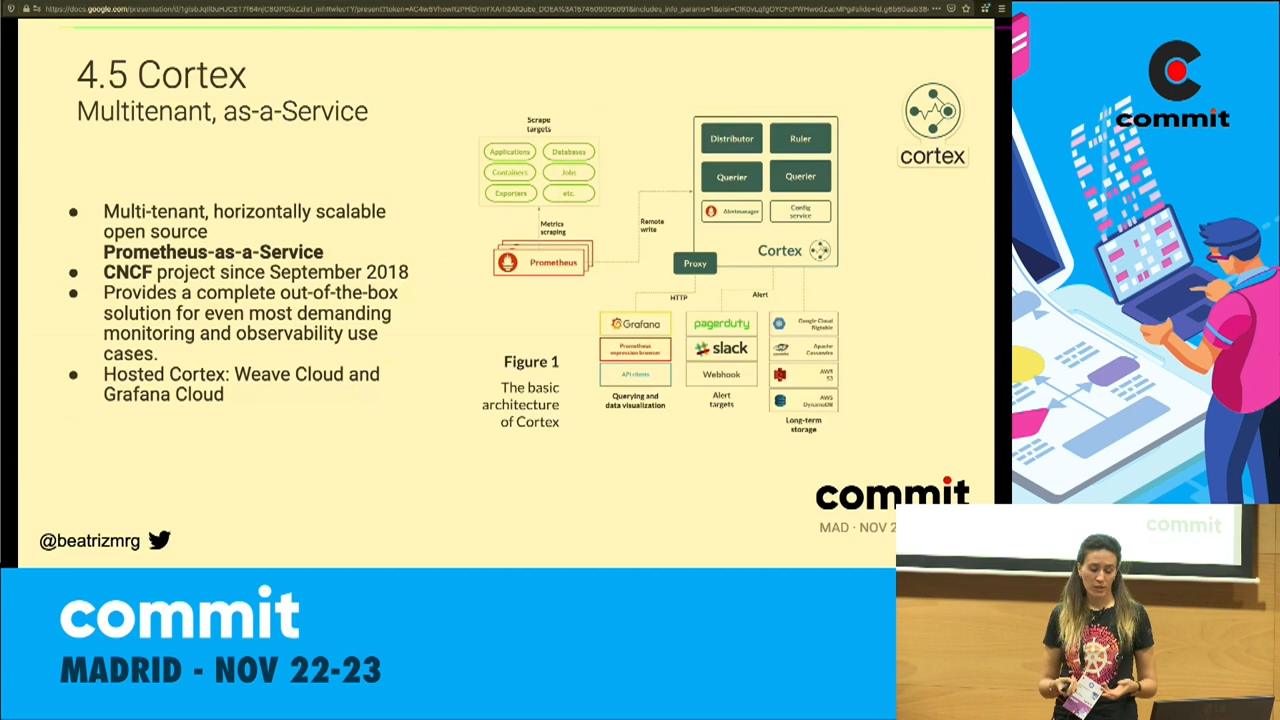 4.5 Cortex
Multitenant, as-a-Service
Multi-tenant, horizontally scalable
open source
Prometheus-as-a-Service
CNCF project since September 2018
Provides a complete out-of-the-box
solution for even most demanding
monitoring and observability use
cases.
Hosted Cortex: Weave Cloud and
Grafana Cloud
Scrape
targets
Applications
Databases
Containers
Jobs
Exporters
etc.
Metrics
scraping
Prometheus
Remote
write
Distributor
Ruler
Querier
Querier
Alertmanager
Config
service
Cortex
Proxy
HTTP
Alert
Grafana
Prometheus
expression browser
API clients
Querying and
data visualization
pagerduty
slack
Webhook
Alert
targets
Google Cloud
Bigtable
Apache
Cassandra
AWS
S3
AWS
DynamoDB
Long-term
storage
Figure 1
The basic
architecture
of Cortex
cortex
commit
MAD · NOV 2
@beatrizmrg
commit
commit
MADRID - NOV 22-23
commit